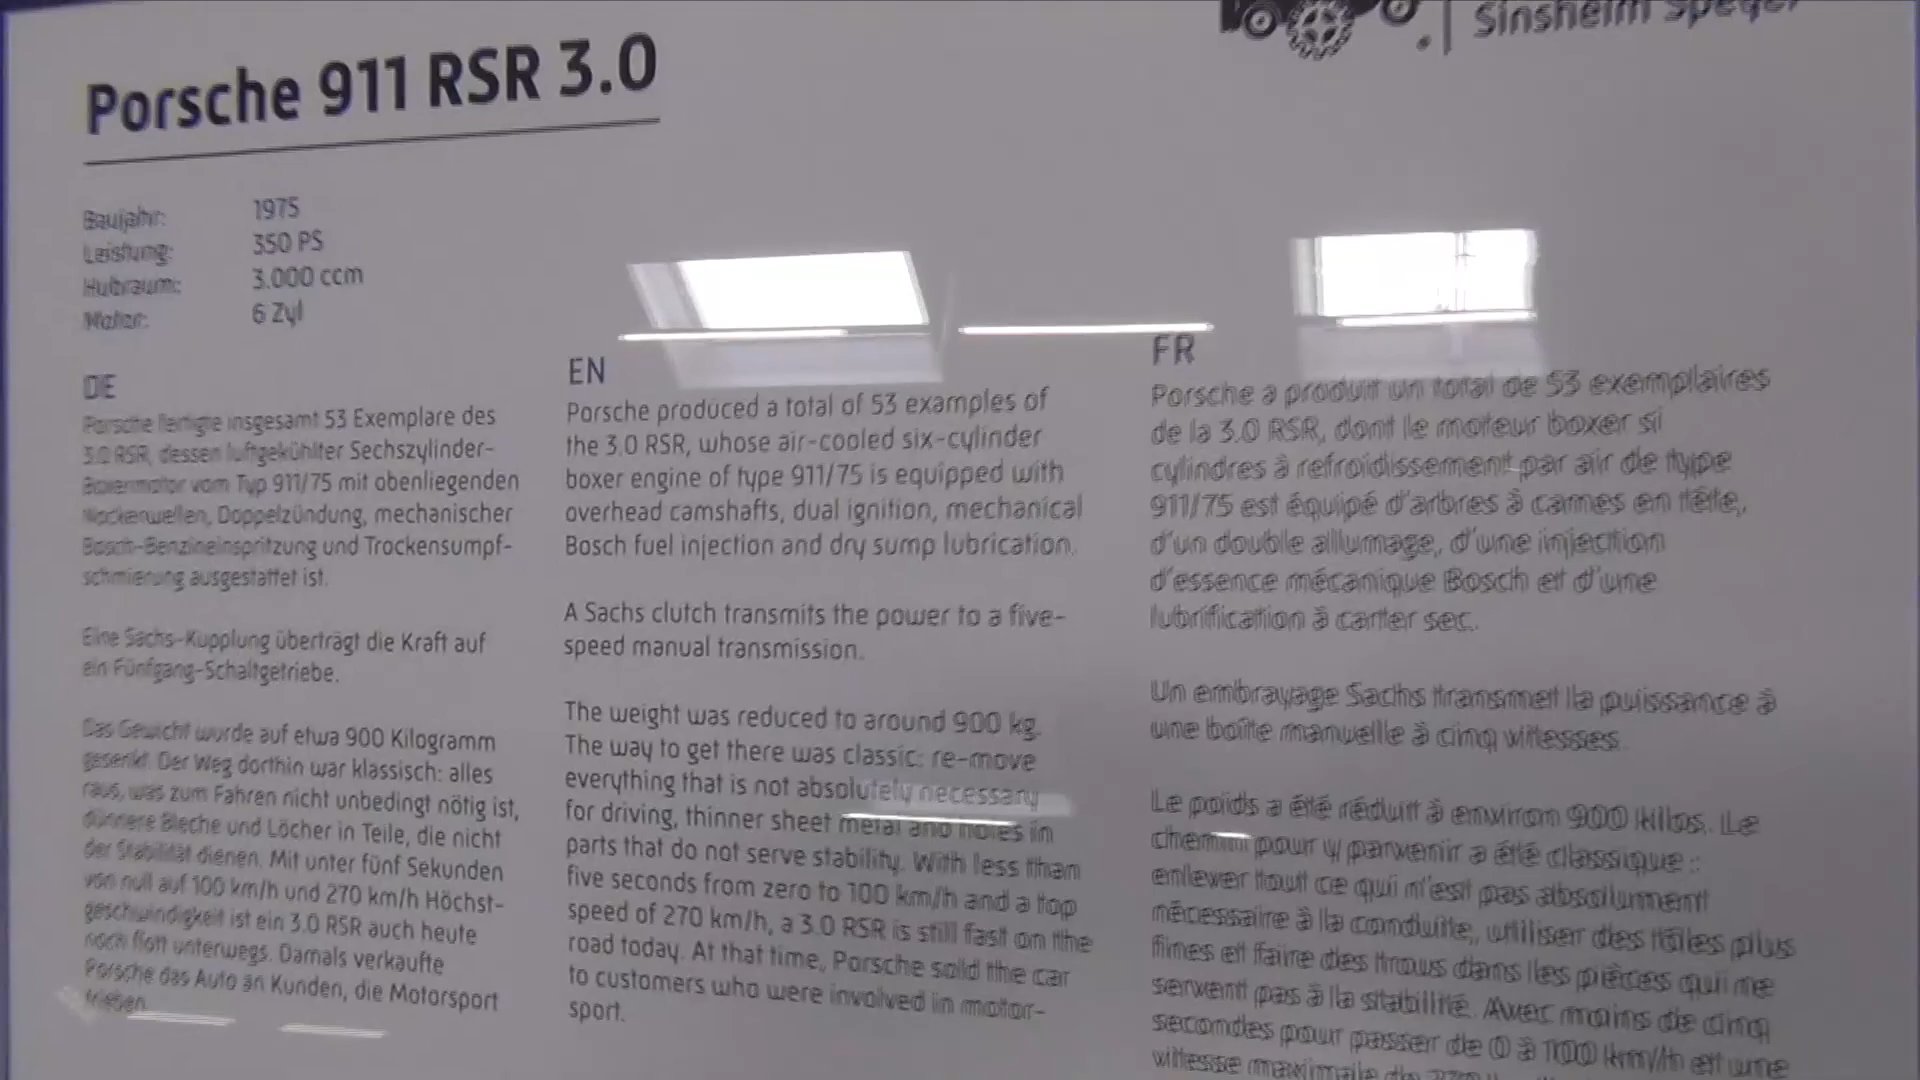 Sinsheim Speyer
Porsche 911 RSR 3.0
Baujahr: 1975
Leistung: 350 PS
Hubraum: 3.000 ccm
Motor: 6 Zyl
DE
Porsche fertigte insgesamt 53 Exemplare des
3.0 RSR, dessen luftgekühlter Sechszylinder-
Boxermotor vom Typ 911/75 mit obenliegenden
Nockenwellen, Doppelzündung, mechanischer
Bosch-Benzineinspritzung und Trockensumpf-
schmierung ausgestattet ist.
Eine Sachs-Kupplung überträgt die Kraft auf
ein Fünfgang-Schaltgetriebe.
Das Gewicht wurde auf etwa 900 Kilogramm
gesenkt. Der Weg dorthin war klassisch: alles
raus, was zum Fahren nicht unbedingt nötig ist,
dünnere Bleche und Löcher in Teile, die nicht
der Stabilität dienen. Mit unter fünf Sekunden
von null auf 100 km/h und 270 km/h Höchst-
geschwindigkeit ist ein 3.0 RSR auch heute
noch flott unterwegs. Damals verkaufte
Porsche das Auto an Kunden, die Motorsport
trieben.
EN
Porsche produced a total of 53 examples of
the 3.0 RSR, whose air-cooled six-cylinder
boxer engine of type 911/75 is equipped with
overhead camshafts, dual ignition, mechanical
Bosch fuel injection and dry sump lubrication.
A Sachs clutch transmits the power to a five-
speed manual transmission.
The weight was reduced to around 900 kg.
The way to get there was classic: re-move
everything that is not absolutely necessary
for driving, thinner sheet metal and holes in
parts that do not serve stability. With less than
five seconds from zero to 100 km/h and a top
speed of 270 km/h, a 3.0 RSR is still fast on the
road today. At that time, Porsche sold the car
to customers who were involved in motor-
sport.
FR
Porsche a produit un total de 53 exemplaires
de la 3.0 RSR, dont le moteur boxer si
cylindres à refroidissement par air de type
911/75 est équipé d'arbres à cames en tête,
d'un double allumage, d'une injection
d'essence mécanique Bosch et d'une
lubrification à carter sec.
Un embrayage Sachs transmet la puissance à
une boîte manuelle à cinq vitesses.
Le poids a été réduit à environ 900 kilos. Le
chemin pour y parvenir a été classique :
enlever tout ce qui n'est pas absolument
nécessaire à la conduite, utiliser des tôles plus
fines et faire des trous dans les pièces qui ne
servent pas à la stabilité. Avec moins de cinq
secondes pour passer de 0 à 100 km/h et une
vitesse maximale de